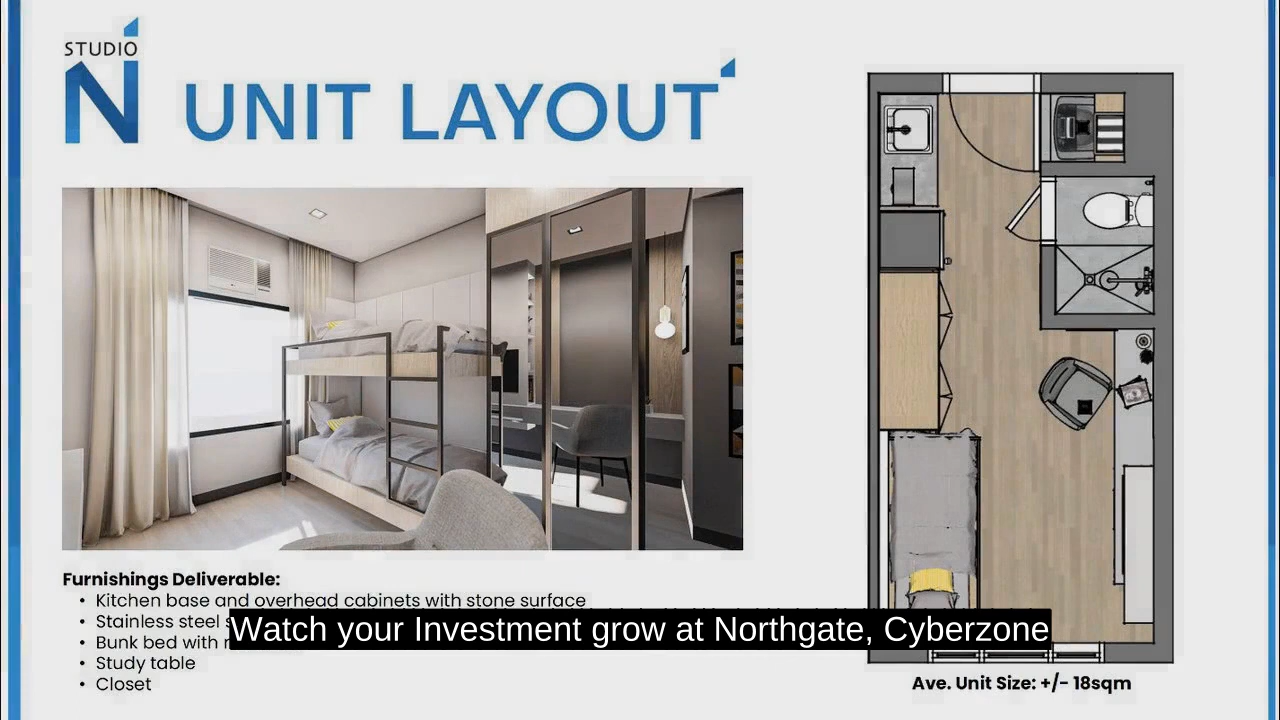 STUDIO
N
UNIT LAYOUT
Furnishings Deliverable:
• Kitchen base and overhead cabinets with stone surface
• Stainless steel
• Bunk bed with
• Study table
• Closet
Watch your Investment grow at Northgate, Cyberzone
Ave. Unit Size: +/- 18sqm